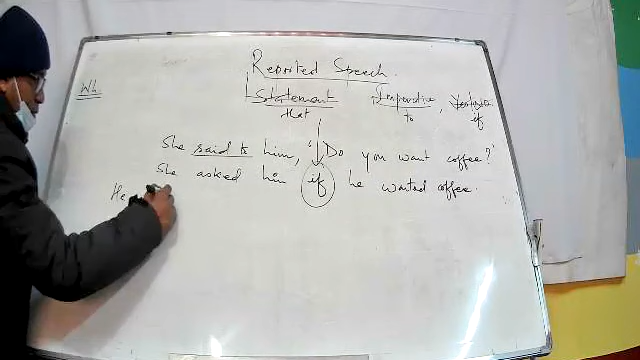 Reported Speech.
Wh.
Statement Imperative, Yes/No
that to if
She said to him, 'Do you want coffee?'
She asked him if he wanted coffee.
He